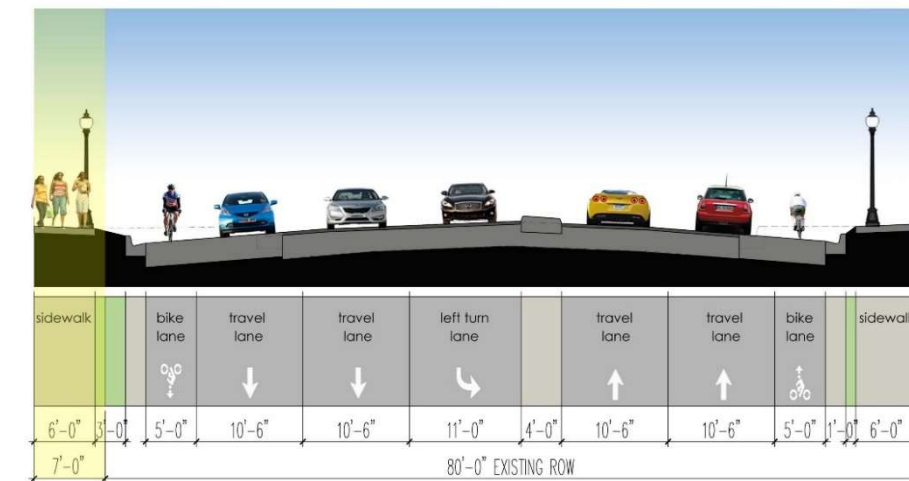 sidewalk
bike
lane
travel
lane
travel
lane
left turn
lane
travel
lane
travel
lane
bike
lane
sidewalk
6'-0" 3'-0" 5'-0" 10'-6" 10'-6" 11'-0" 4'-0" 10'-6" 10'-6" 5'-0" 1'-0" 6'-0"
7'-0" 80'-0" EXISTING ROW